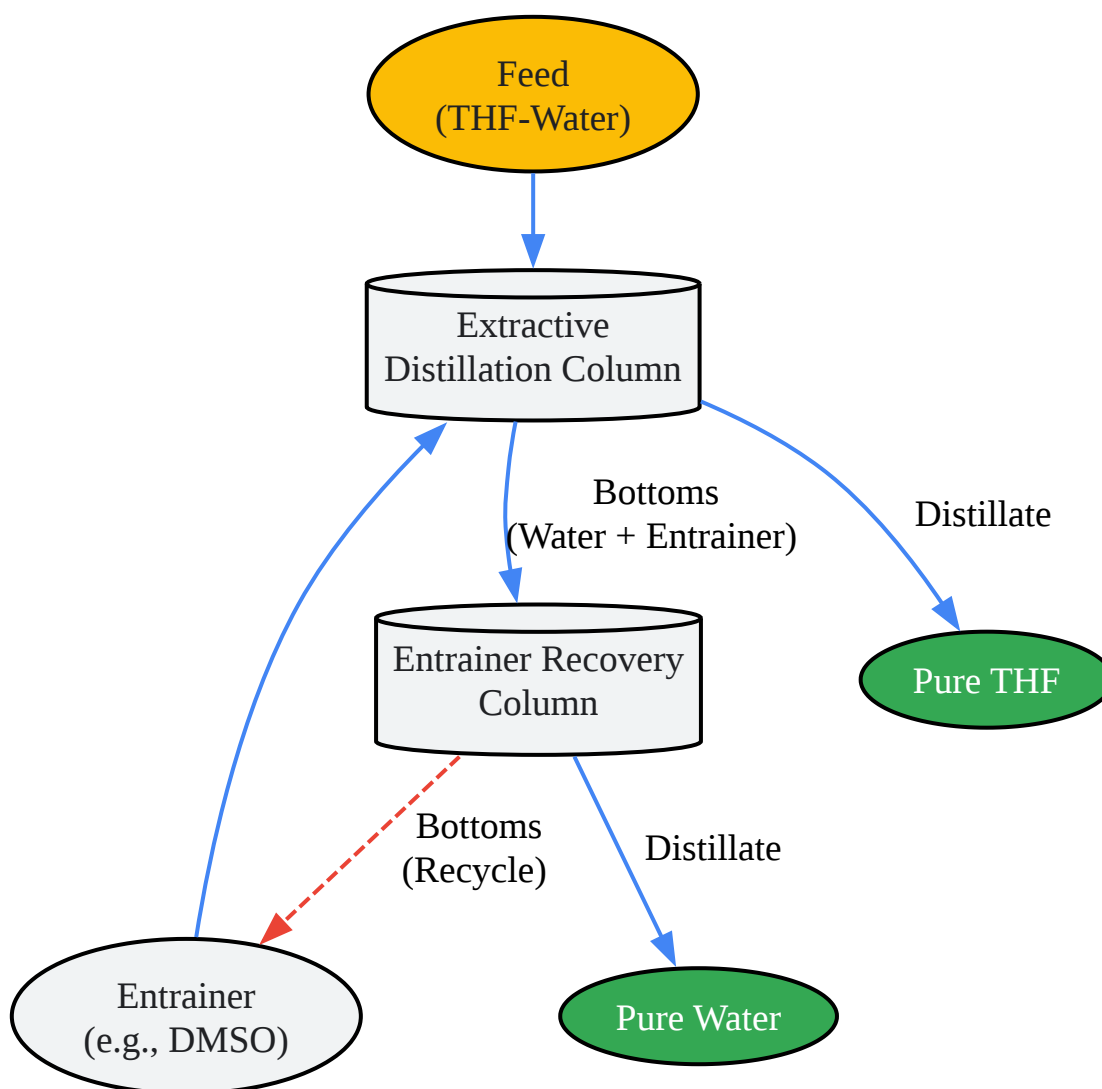 Feed
(THF-Water)
Extractive
Distillation Column
Bottoms
(Water + Entrainer)
Distillate
Entrainer Recovery
Column
Pure THF
Bottoms
(Recycle)
Distillate
Entrainer
(e.g., DMSO)
Pure Water